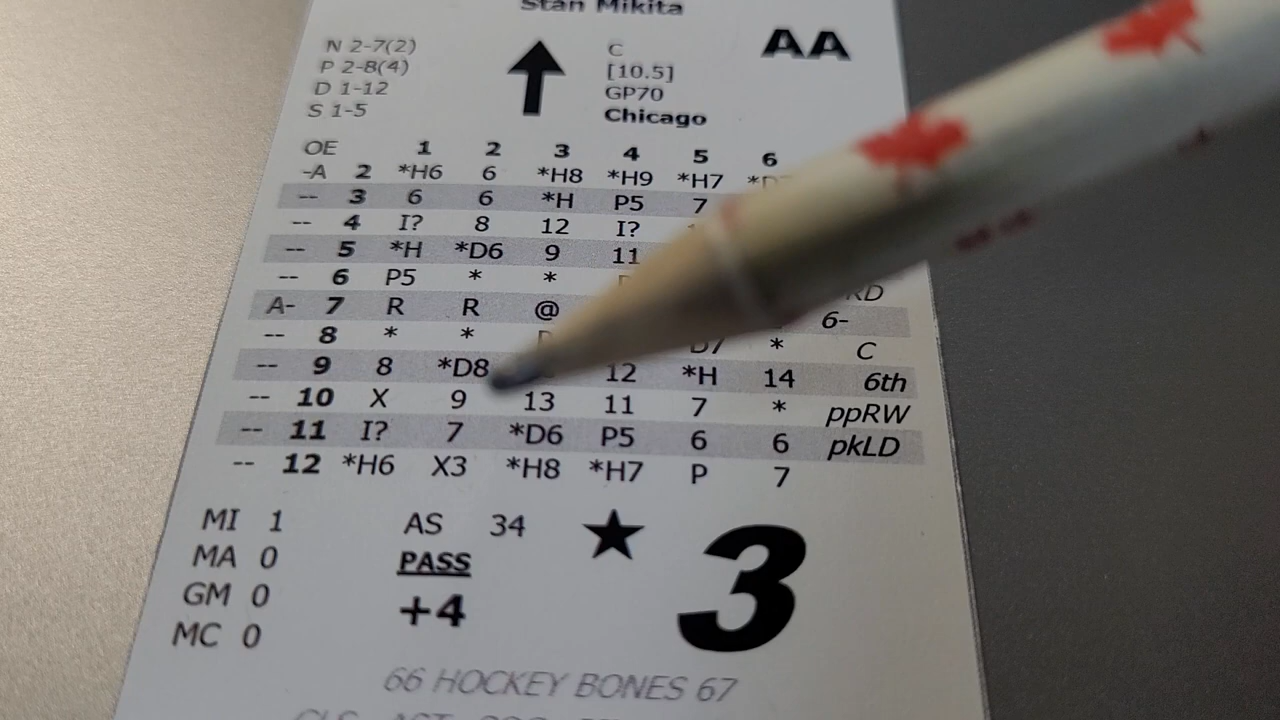 Stan Mikita
N 2-7(2) C AA
P 2-8(4) [10.5]
D 1-12 GP70
S 1-5 Chicago
OE 1 2 3 4 5 6
-A 2 *H6 6 *H8 *H9 *H7
-- 3 6 6 *H P5 7
-- 4 I? 8 12 I?
-- 5 *H *D6 9 11
-- 6 P5 * * RD
A- 7 R R @ 6-
-- 8 * * D7 * C
-- 9 8 *D8 12 *H 14 6th
-- 10 X 9 13 11 7 * ppRW
-- 11 I? 7 *D6 P5 6 6 pkLD
-- 12 *H6 X3 *H8 *H7 P 7
MI 1 AS 34 ★ 3
MA 0 PASS
GM 0 +4
MC 0
66 HOCKEY BONES 67